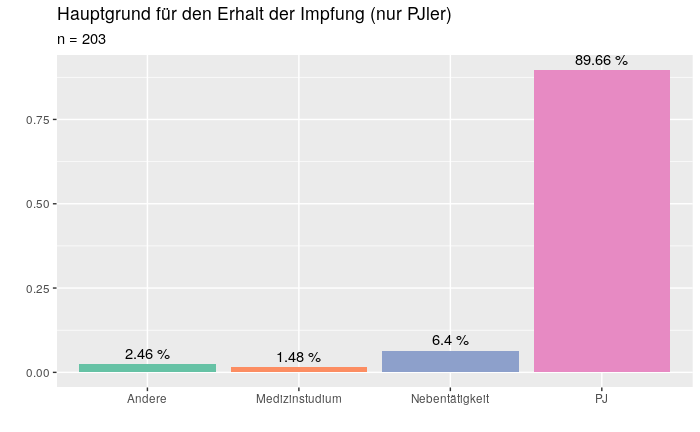 Hauptgrund für den Erhalt der Impfung (nur PJler)
n = 203
89.66 %
0.75
0.50
0.25
6.4 %
2.46 %
1.48 %
0.00
Andere
Medizinstudium
Nebentätigkeit
PJ